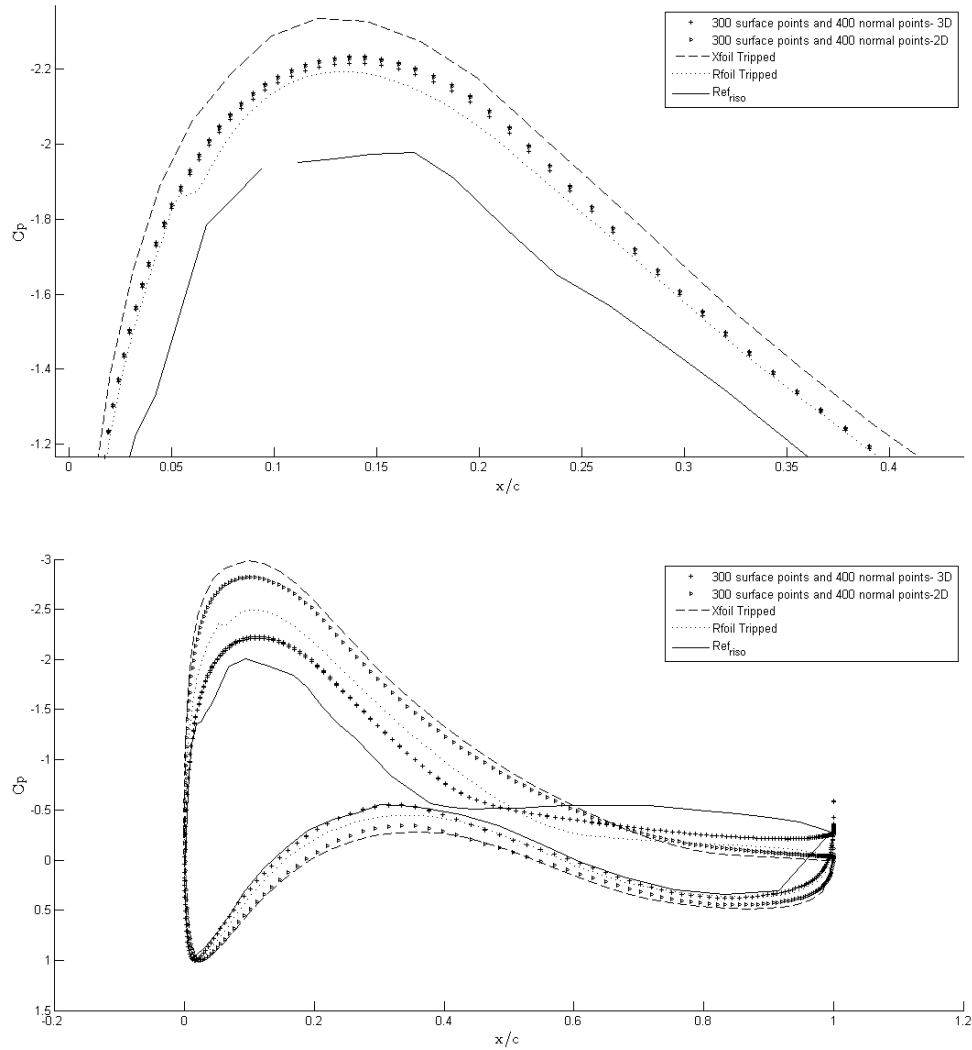 -2.2
-2
-1.8
-1.6
-1.4
-1.2
Cp
0
0.05
0.1
0.15
0.2
0.25
0.3
0.35
0.4
x/c
300 surface points and 400 normal points- 3D
300 surface points and 400 normal points-2D
Xfoil Tripped
Rfoil Tripped
Ref_riso
-3
-2.5
-2
-1.5
-1
-0.5
0
0.5
1
1.5
Cp
-0.2
0
0.2
0.4
0.6
0.8
1
1.2
x/c
300 surface points and 400 normal points- 3D
300 surface points and 400 normal points-2D
Xfoil Tripped
Rfoil Tripped
Ref_riso